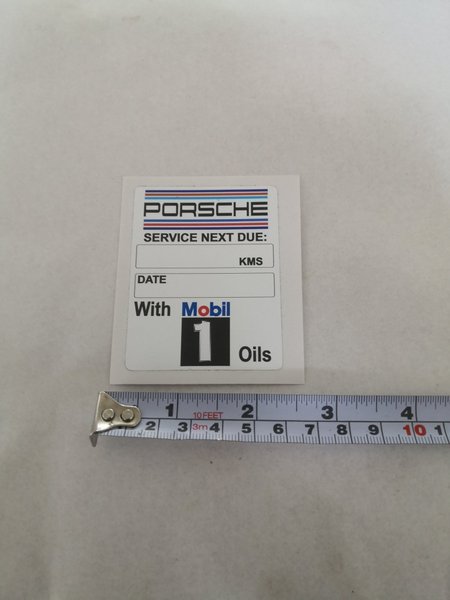 PORSCHE
SERVICE NEXT DUE:
KMS
DATE
With Mobil
1 Oils
1 10 FEET 2 3 4
2 3 3m 4 5 6 7 8 9 10 1